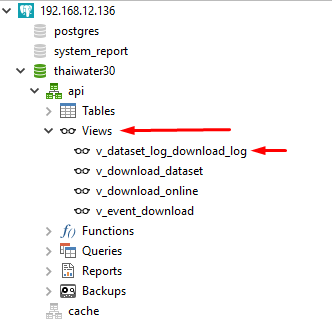 192.168.12.136
postgres
system_report
thaiwater30
api
Tables
Views
v_dataset_log_download_log
v_download_dataset
v_download_online
v_event_download
f() Functions
Queries
Reports
Backups
cache